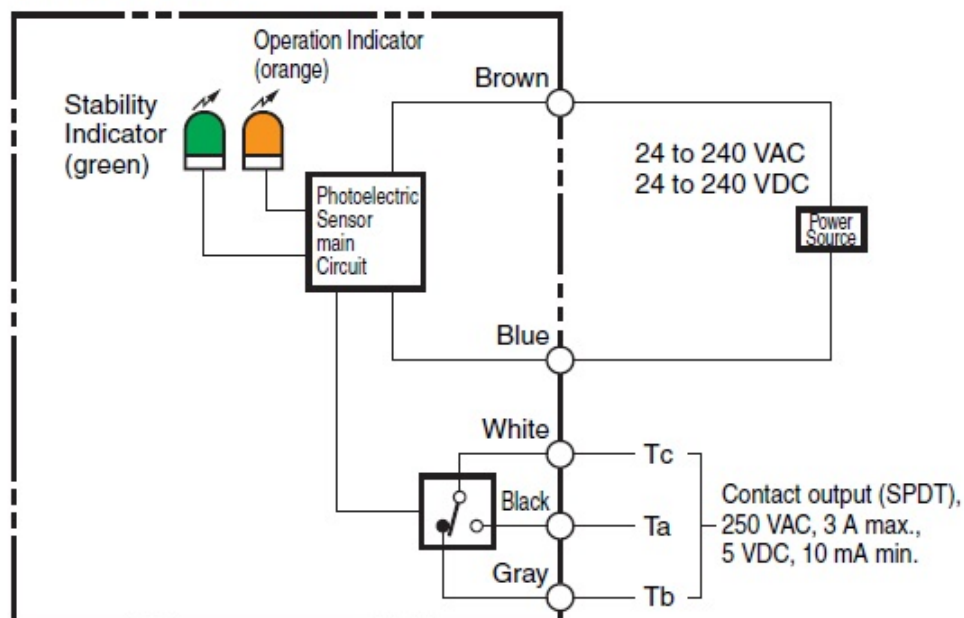 Operation Indicator
(orange)
Stability
Indicator
(green)
Brown
24 to 240 VAC
24 to 240 VDC
Photoelectric
Sensor
main
Circuit
Power
Source
Blue
White
Tc
Black
Ta
Contact output (SPDT),
250 VAC, 3 A max.,
5 VDC, 10 mA min.
Gray
Tb